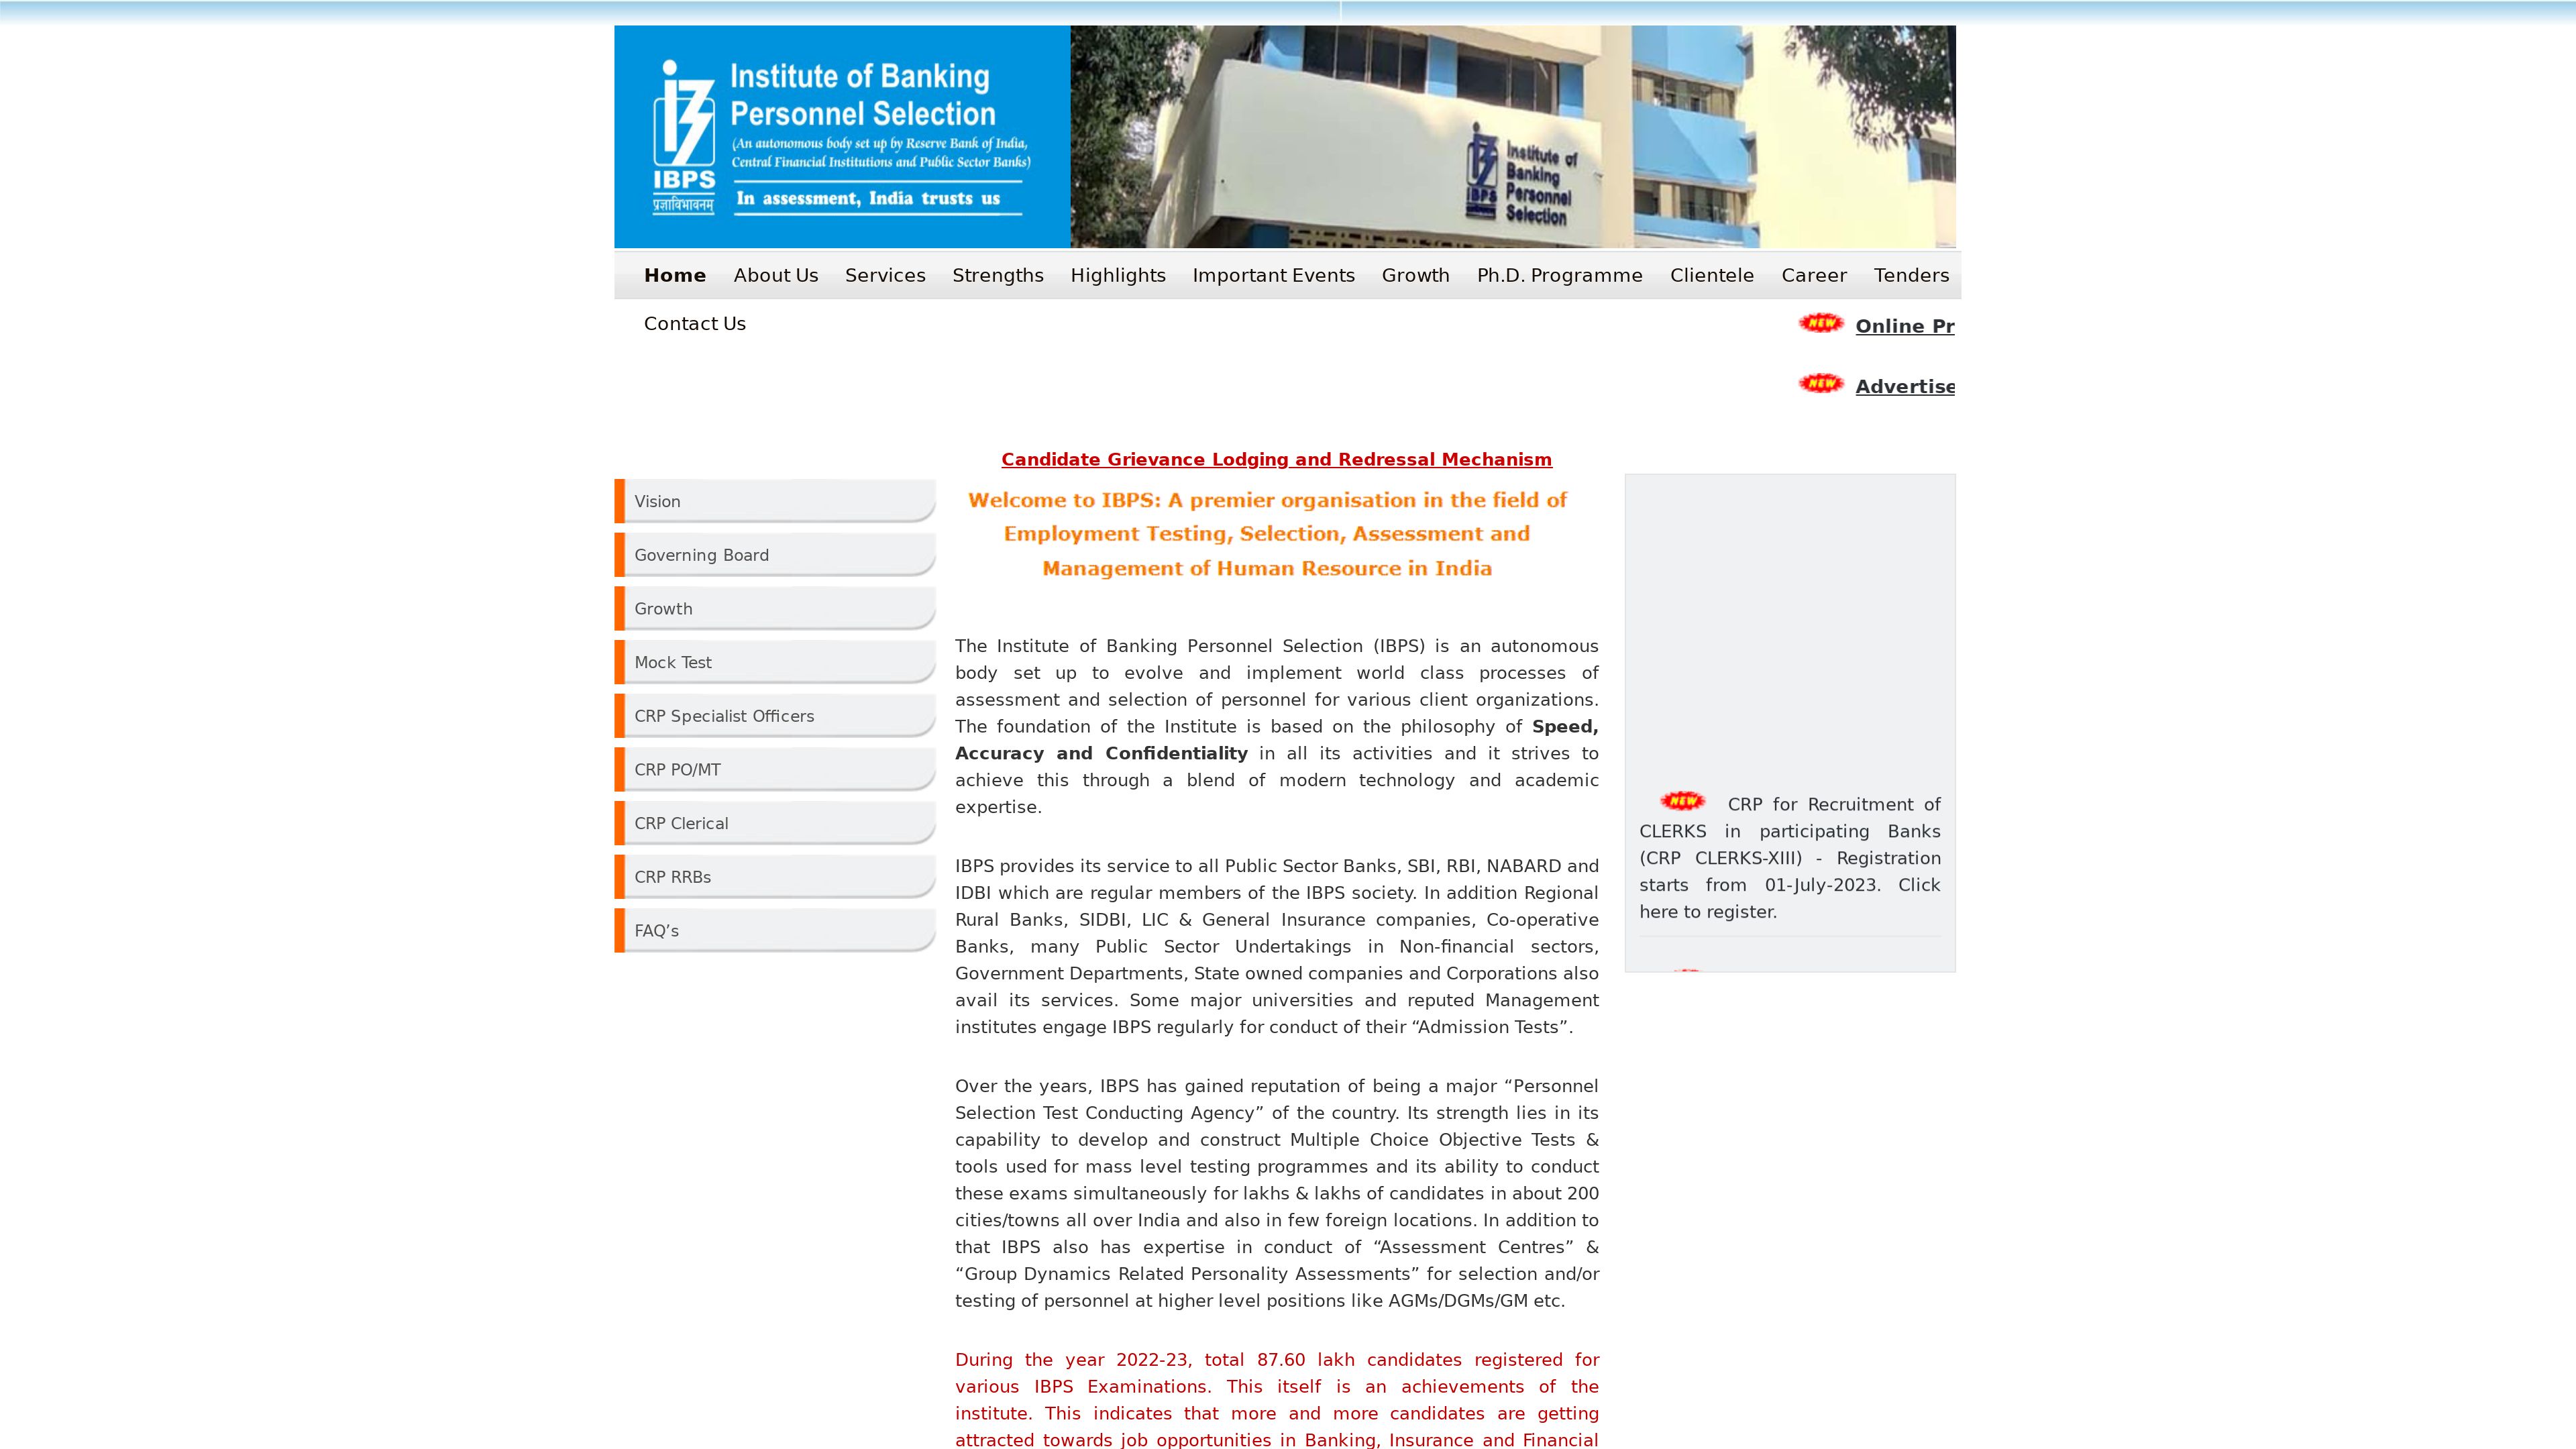 Institute of Banking
Personnel Selection
(An autonomous body set up by Reserve Bank of India,
Central Financial Institutions and Public Sector Banks)
IBPS
प्रज्ञाविभावनम्
In assessment, India trusts us
Institute of
Banking
Personnel
Selection
IBPS
Home About Us Services Strengths Highlights Important Events Growth Ph.D. Programme Clientele Career Tenders
Contact Us
NEW Online Pr
NEW Advertise
Candidate Grievance Lodging and Redressal Mechanism
Vision
Governing Board
Growth
Mock Test
CRP Specialist Officers
CRP PO/MT
CRP Clerical
CRP RRBs
FAQ’s
Welcome to IBPS: A premier organisation in the field of
Employment Testing, Selection, Assessment and
Management of Human Resource in India
The Institute of Banking Personnel Selection (IBPS) is an autonomous
body set up to evolve and implement world class processes of
assessment and selection of personnel for various client organizations.
The foundation of the Institute is based on the philosophy of Speed,
Accuracy and Confidentiality in all its activities and it strives to
achieve this through a blend of modern technology and academic
expertise.
IBPS provides its service to all Public Sector Banks, SBI, RBI, NABARD and
IDBI which are regular members of the IBPS society. In addition Regional
Rural Banks, SIDBI, LIC & General Insurance companies, Co-operative
Banks, many Public Sector Undertakings in Non-financial sectors,
Government Departments, State owned companies and Corporations also
avail its services. Some major universities and reputed Management
institutes engage IBPS regularly for conduct of their “Admission Tests”.
Over the years, IBPS has gained reputation of being a major “Personnel
Selection Test Conducting Agency” of the country. Its strength lies in its
capability to develop and construct Multiple Choice Objective Tests &
tools used for mass level testing programmes and its ability to conduct
these exams simultaneously for lakhs & lakhs of candidates in about 200
cities/towns all over India and also in few foreign locations. In addition to
that IBPS also has expertise in conduct of “Assessment Centres” &
“Group Dynamics Related Personality Assessments” for selection and/or
testing of personnel at higher level positions like AGMs/DGMs/GM etc.
During the year 2022-23, total 87.60 lakh candidates registered for
various IBPS Examinations. This itself is an achievements of the
institute. This indicates that more and more candidates are getting
attracted towards job opportunities in Banking, Insurance and Financial
NEW CRP for Recruitment of
CLERKS in participating Banks
(CRP CLERKS-XIII) - Registration
starts from 01-July-2023. Click
here to register.